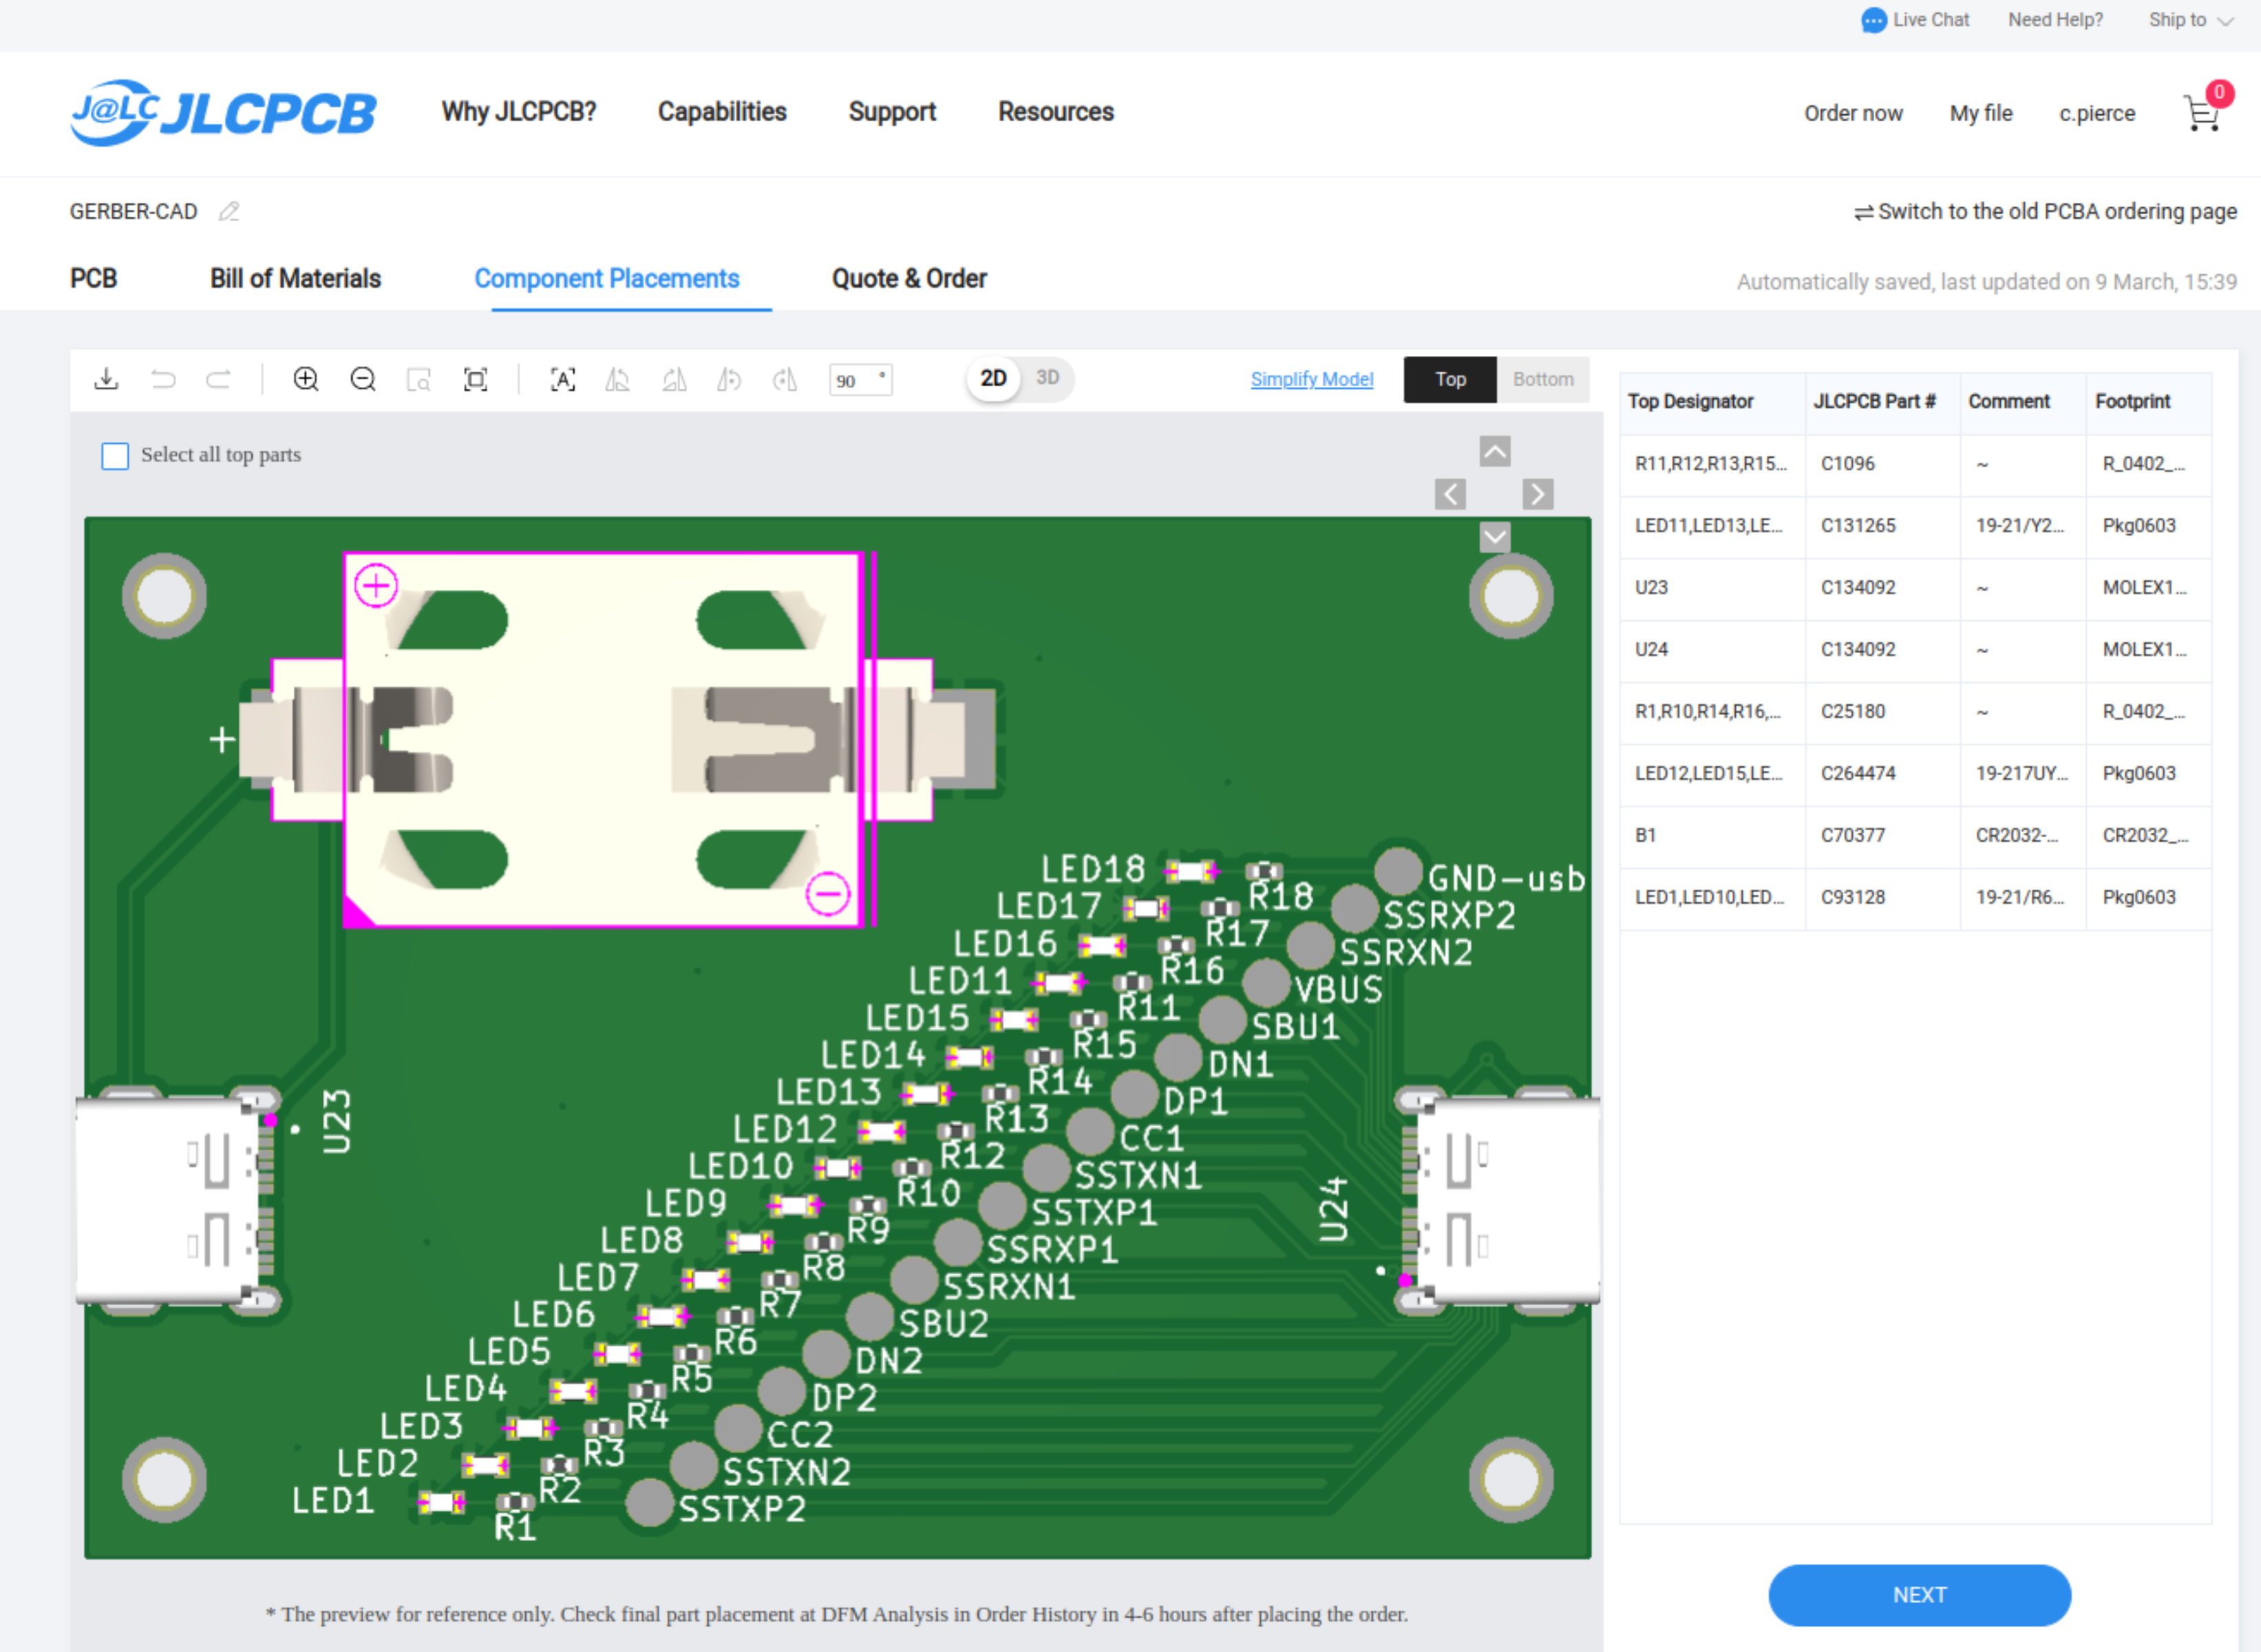 Live Chat Need Help? Ship to
J@LC JLCPCB Why JLCPCB? Capabilities Support Resources Order now My file c.pierce 0
GERBER-CAD Switch to the old PCBA ordering page
PCB Bill of Materials Component Placements Quote & Order Automatically saved, last updated on 9 March, 15:39
90 ° 2D 3D Simplify Model Top Bottom
Select all top parts
Top Designator JLCPCB Part # Comment Footprint
R11,R12,R13,R15... C1096 ~ R_0402_...
LED11,LED13,LE... C131265 19-21/Y2... Pkg0603
U23 C134092 ~ MOLEX1...
U24 C134092 ~ MOLEX1...
R1,R10,R14,R16,... C25180 ~ R_0402_...
LED12,LED15,LE... C264474 19-217UY... Pkg0603
B1 C70377 CR2032-... CR2032_...
LED1,LED10,LED... C93128 19-21/R6... Pkg0603
+
LED18 R18 GND-usb
LED17 R17 SSRXP2
LED16 R16 SSRXN2
LED11 R11 VBUS
LED15 R15 SBU1
LED14 R14 DN1
LED13 R13 DP1
LED12 R12 CC1
LED10 R10 SSTXN1
LED9 R9 SSTXP1
LED8 R8 SSRXP1
LED7 R7 SSRXN1
LED6 R6 SBU2
LED5 R5 DN2
LED4 R4 DP2
LED3 R3 CC2
LED2 R2 SSTXN2
LED1 R1 SSTXP2
U23
U24
* The preview for reference only. Check final part placement at DFM Analysis in Order History in 4-6 hours after placing the order.
NEXT